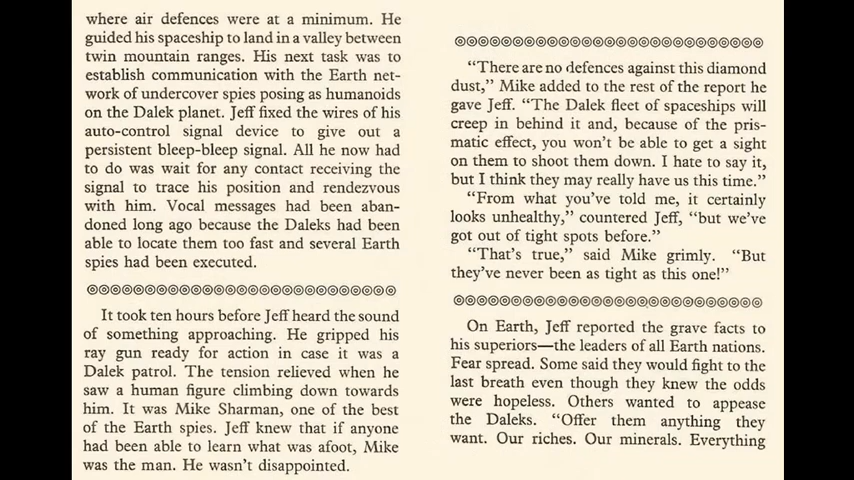 where air defences were at a minimum. He
guided his spaceship to land in a valley between
twin mountain ranges. His next task was to
establish communication with the Earth net-
work of undercover spies posing as humanoids
on the Dalek planet. Jeff fixed the wires of his
auto-control signal device to give out a
persistent bleep-bleep signal. All he now had
to do was wait for any contact receiving the
signal to trace his position and rendezvous
with him. Vocal messages had been aban-
doned long ago because the Daleks had been
able to locate them too fast and several Earth
spies had been executed.
It took ten hours before Jeff heard the sound
of something approaching. He gripped his
ray gun ready for action in case it was a
Dalek patrol. The tension relieved when he
saw a human figure climbing down towards
him. It was Mike Sharman, one of the best
of the Earth spies. Jeff knew that if anyone
had been able to learn what was afoot, Mike
was the man. He wasn't disappointed.
"There are no defences against this diamond
dust," Mike added to the rest of the report he
gave Jeff. "The Dalek fleet of spaceships will
creep in behind it and, because of the pris-
matic effect, you won't be able to get a sight
on them to shoot them down. I hate to say it,
but I think they may really have us this time."
"From what you've told me, it certainly
looks unhealthy," countered Jeff, "but we've
got out of tight spots before."
"That's true," said Mike grimly. "But
they've never been as tight as this one!"
On Earth, Jeff reported the grave facts to
his superiors—the leaders of all Earth nations.
Fear spread. Some said they would fight to the
last breath even though they knew the odds
were hopeless. Others wanted to appease
the Daleks. "Offer them anything they
want. Our riches. Our minerals. Everything